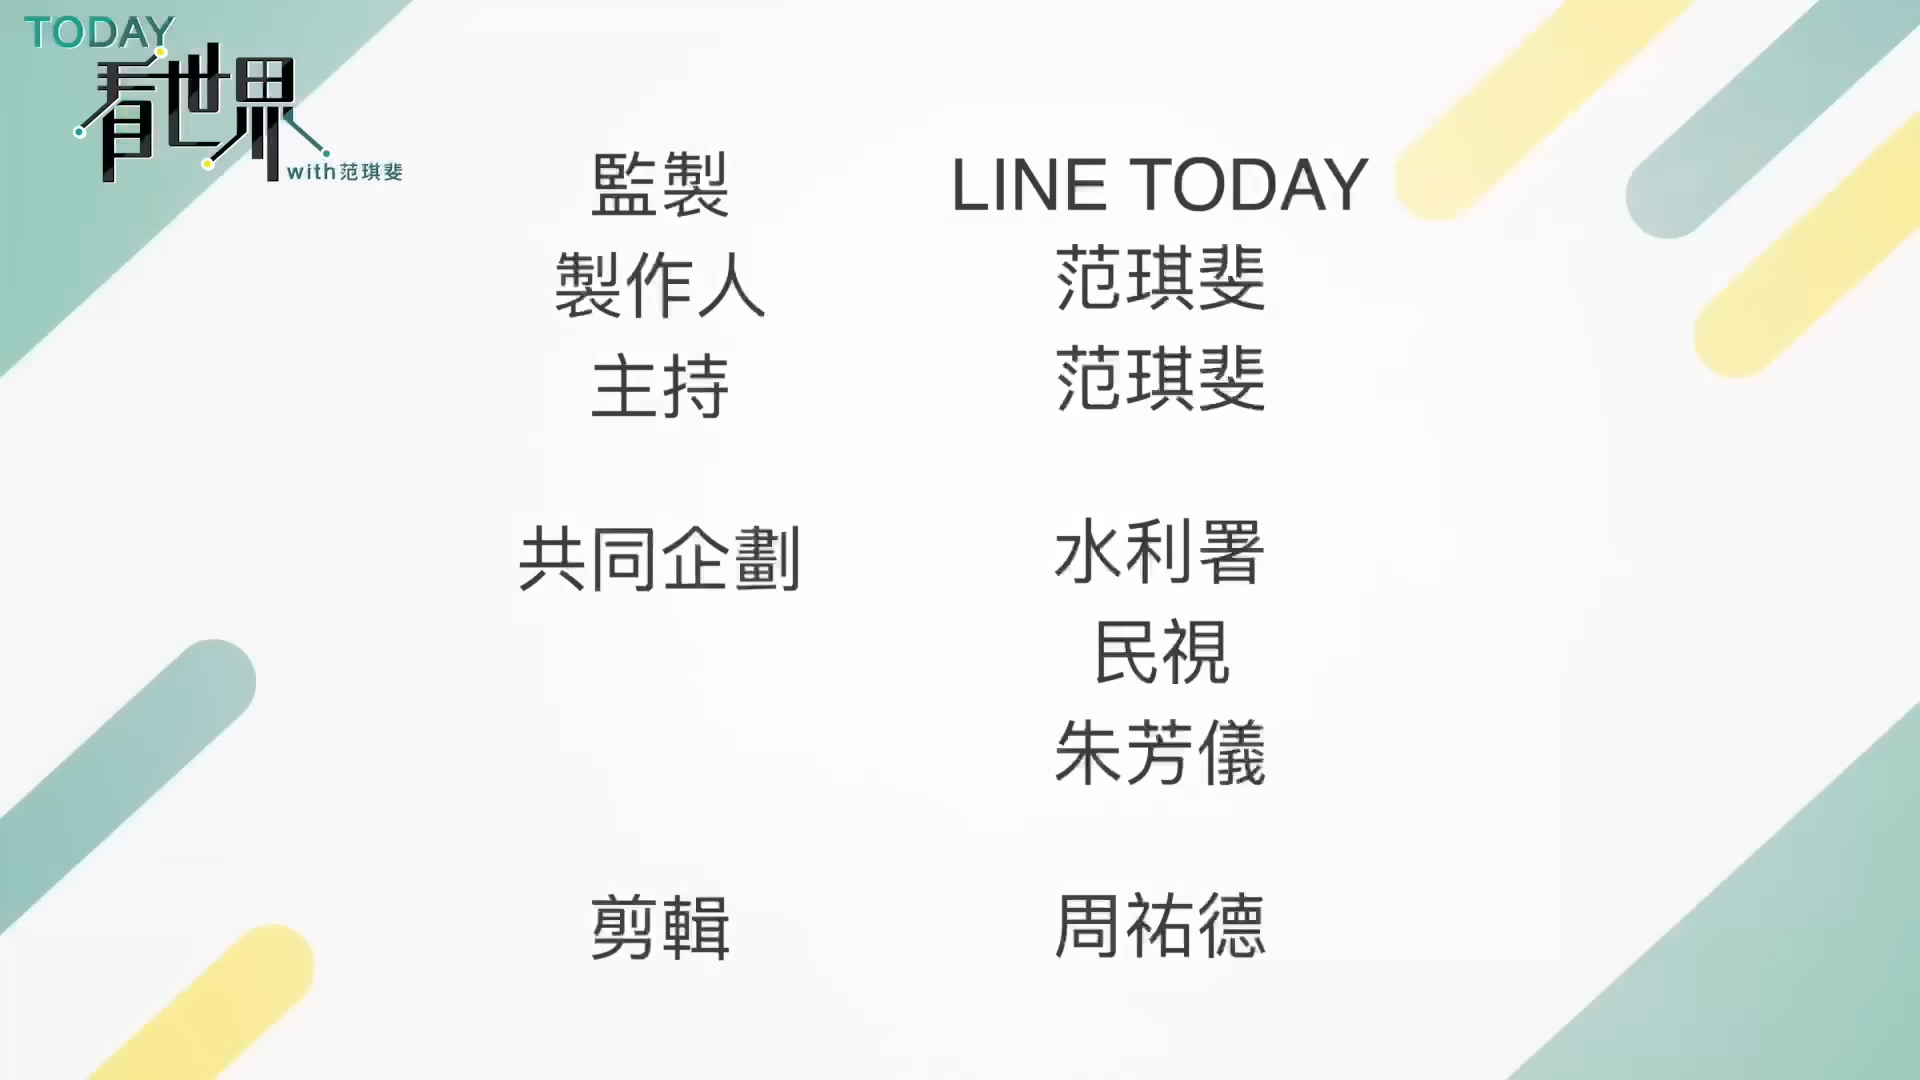 TODAY
看世界
with范琪斐
監製 LINE TODAY
製作人 范琪斐
主持 范琪斐
共同企劃 水利署
民視
朱芳儀
剪輯 周祐德